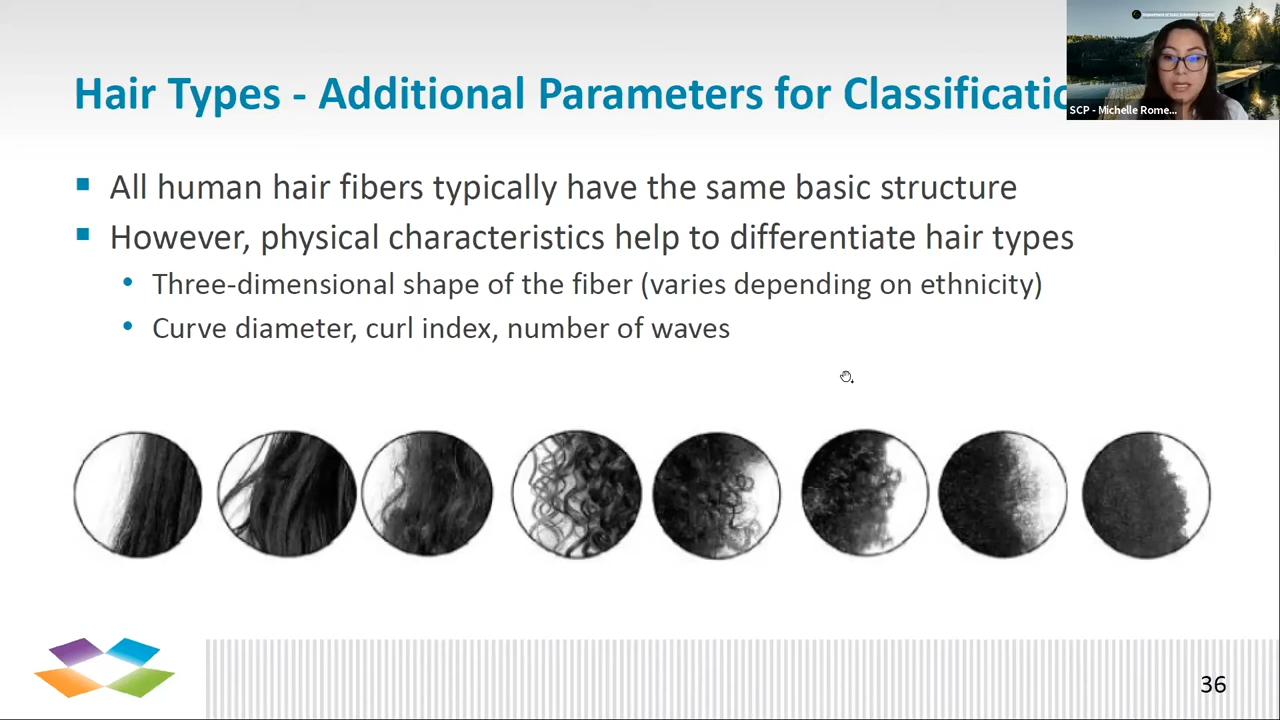 Hair Types - Additional Parameters for Classificatio
SCP - Michelle Rome...
All human hair fibers typically have the same basic structure
However, physical characteristics help to differentiate hair types
Three-dimensional shape of the fiber (varies depending on ethnicity)
Curve diameter, curl index, number of waves
36